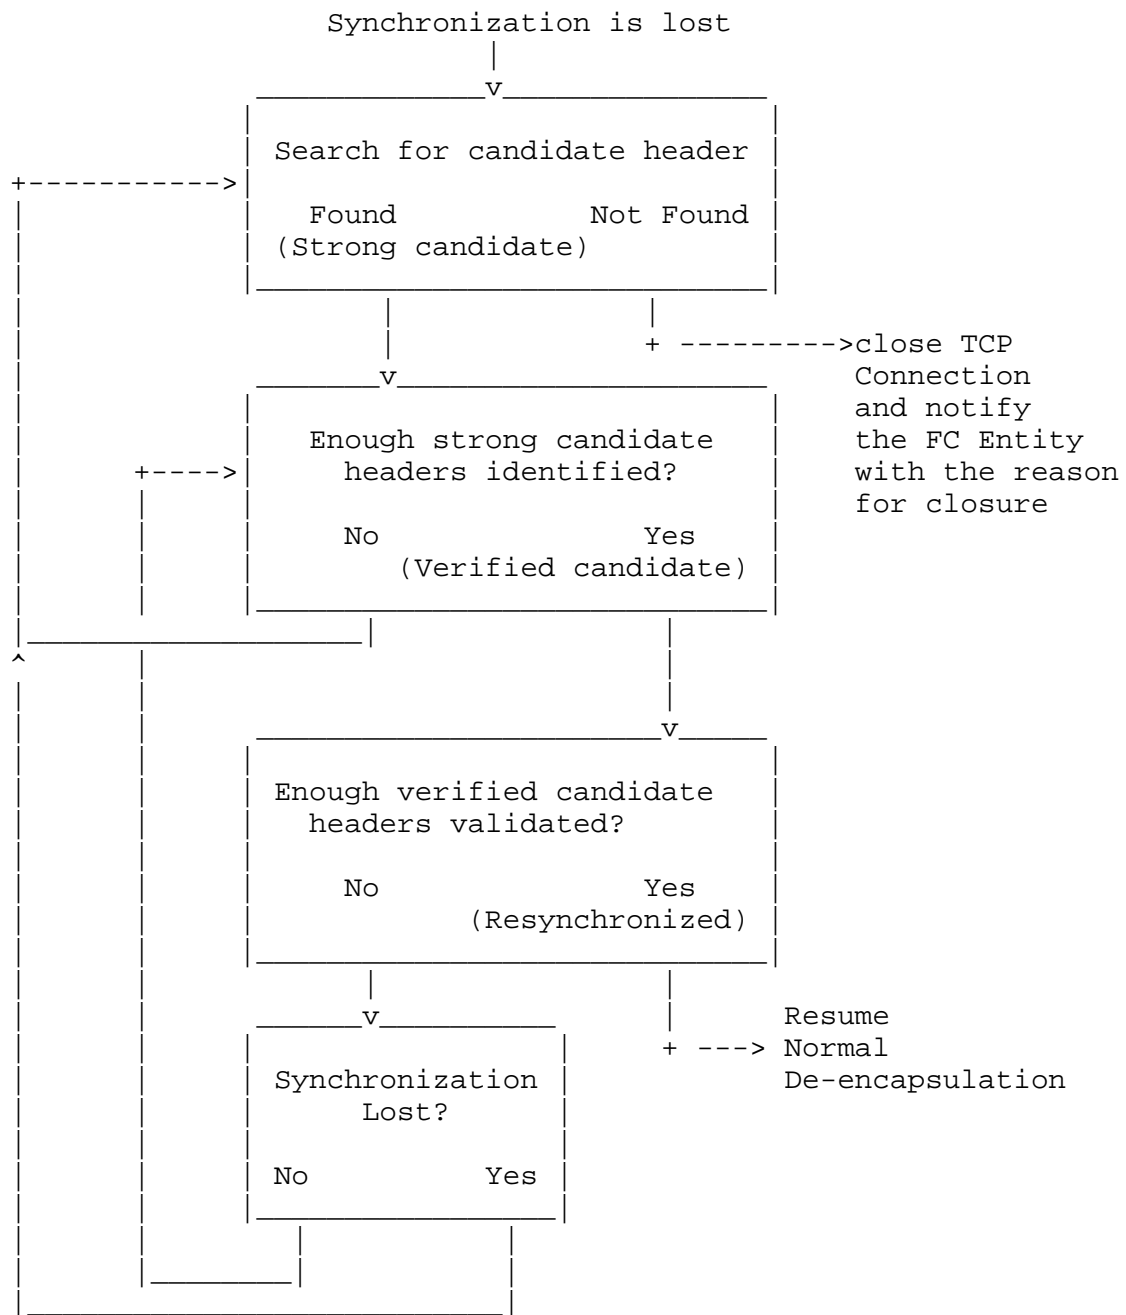 Synchronization is lost
Search for candidate header
Found Not Found
(Strong candidate)
close TCP
Connection
and notify
the FC Entity
with the reason
for closure
Enough strong candidate
headers identified?
No Yes
(Verified candidate)
Enough verified candidate
headers validated?
No Yes
(Resynchronized)
Resume
Normal
De-encapsulation
Synchronization
Lost?
No Yes